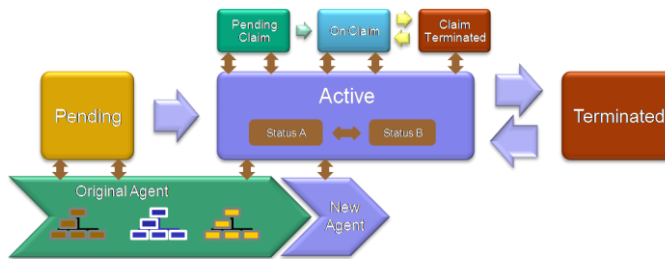 Pending
Claim
On Claim
Claim
Terminated
Pending
Active
Status A
Status B
Terminated
Original Agent
New
Agent